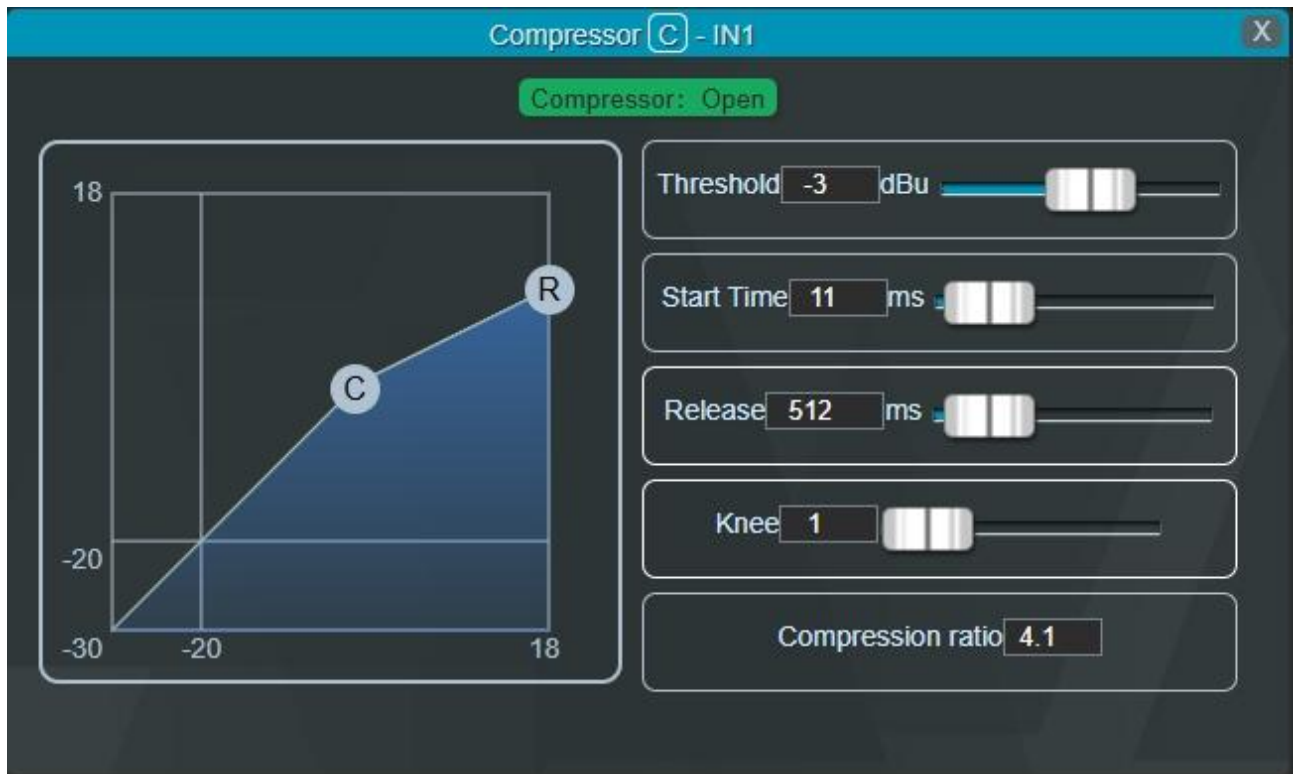 Compressor C - IN1 X
Compressor: Open
18
R
C
-20
-30 -20 18
Threshold -3 dBu
Start Time 11 ms
Release 512 ms
Knee 1
Compression ratio 4.1